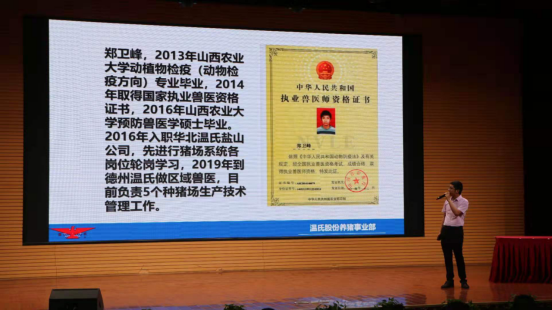 郑卫峰，2013年山西农业
大学动植物检疫（动物检
疫方向）专业毕业，2014
年取得国家执业兽医资格
证书，2016年山西农业大
学预防兽医学硕士毕业。
2016年入职华北温氏盐山
公司，先进行猪场系统各
岗位轮岗学习，2019年到
德州温氏做区域兽医，目
前负责5个种猪场生产技术
管理工作。
中华人民共和国
执业兽医师资格证书
郑卫峰
温氏股份养猪事业部